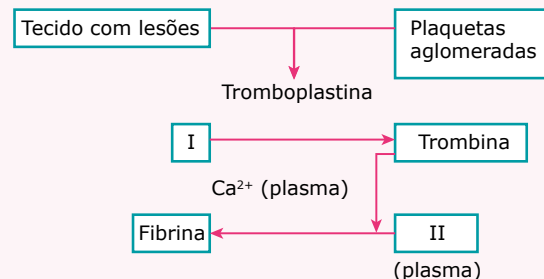 Tecido com lesões
Plaquetas
aglomeradas
Tromboplastina
I
Trombina
Ca²⁺ (plasma)
Fibrina
II
(plasma)